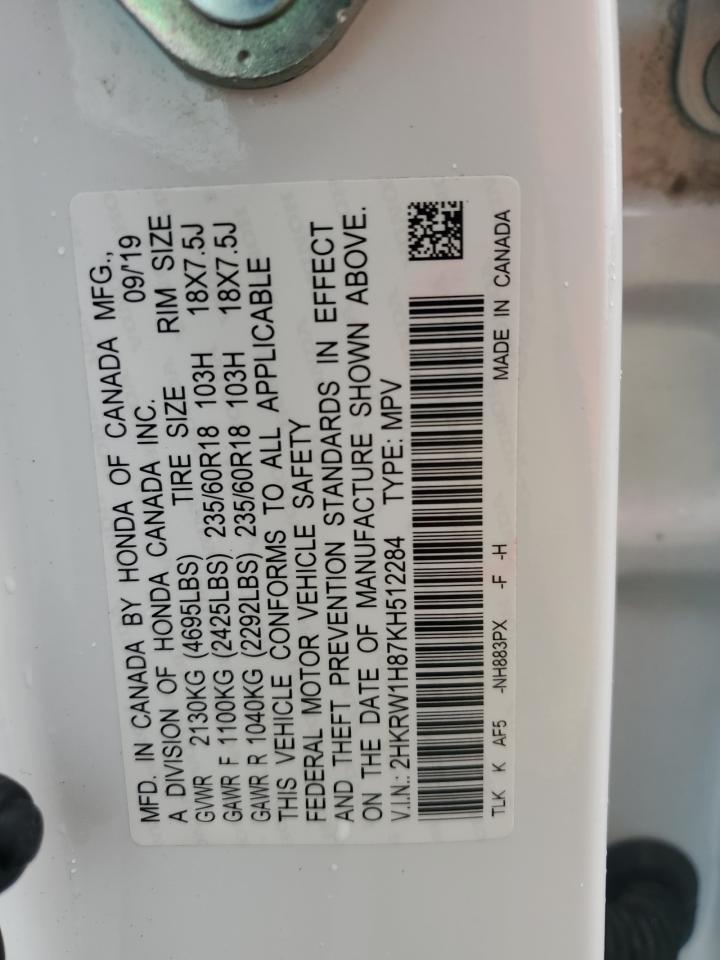 MFD. IN CANADA BY HONDA OF CANADA MFG.,
A DIVISION OF HONDA CANADA INC. 09/'19
GVWR 2130KG (4695LBS) TIRE SIZE RIM SIZE
GAWR F 1100KG (2425LBS) 235/60R18 103H 18X7.5J
GAWR R 1040KG (2292LBS) 235/60R18 103H 18X7.5J
THIS VEHICLE CONFORMS TO ALL APPLICABLE
FEDERAL MOTOR VEHICLE SAFETY
AND THEFT PREVENTION STANDARDS IN EFFECT
ON THE DATE OF MANUFACTURE SHOWN ABOVE.
V.I.N.: 2HKRW1H87KH512284 TYPE: MPV
TLK K AF5 -NH883PX -F -H MADE IN CANADA